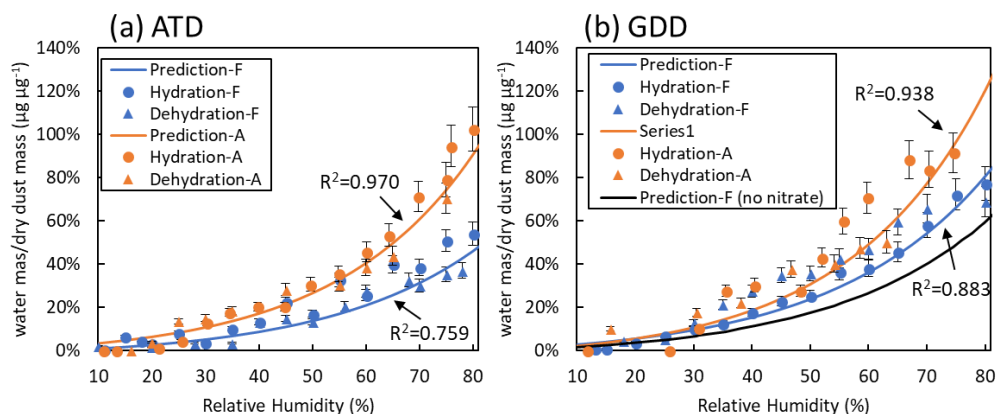 (a) ATD
140%
120%
100%
80%
60%
40%
20%
0%
water mas/dry dust mass (µg µg⁻¹)
Prediction-F
Hydration-F
Dehydration-F
Prediction-A
Hydration-A
Dehydration-A
R²=0.970
R²=0.759
10 20 30 40 50 60 70 80
Relative Humidity (%)
(b) GDD
140%
120%
100%
80%
60%
40%
20%
0%
water mas/dry dust mass (µg µg⁻¹)
Prediction-F
Hydration-F
Dehydration-F
Series1
Hydration-A
Dehydration-A
Prediction-F (no nitrate)
R²=0.938
R²=0.883
10 20 30 40 50 60 70 80
Relative Humidity (%)